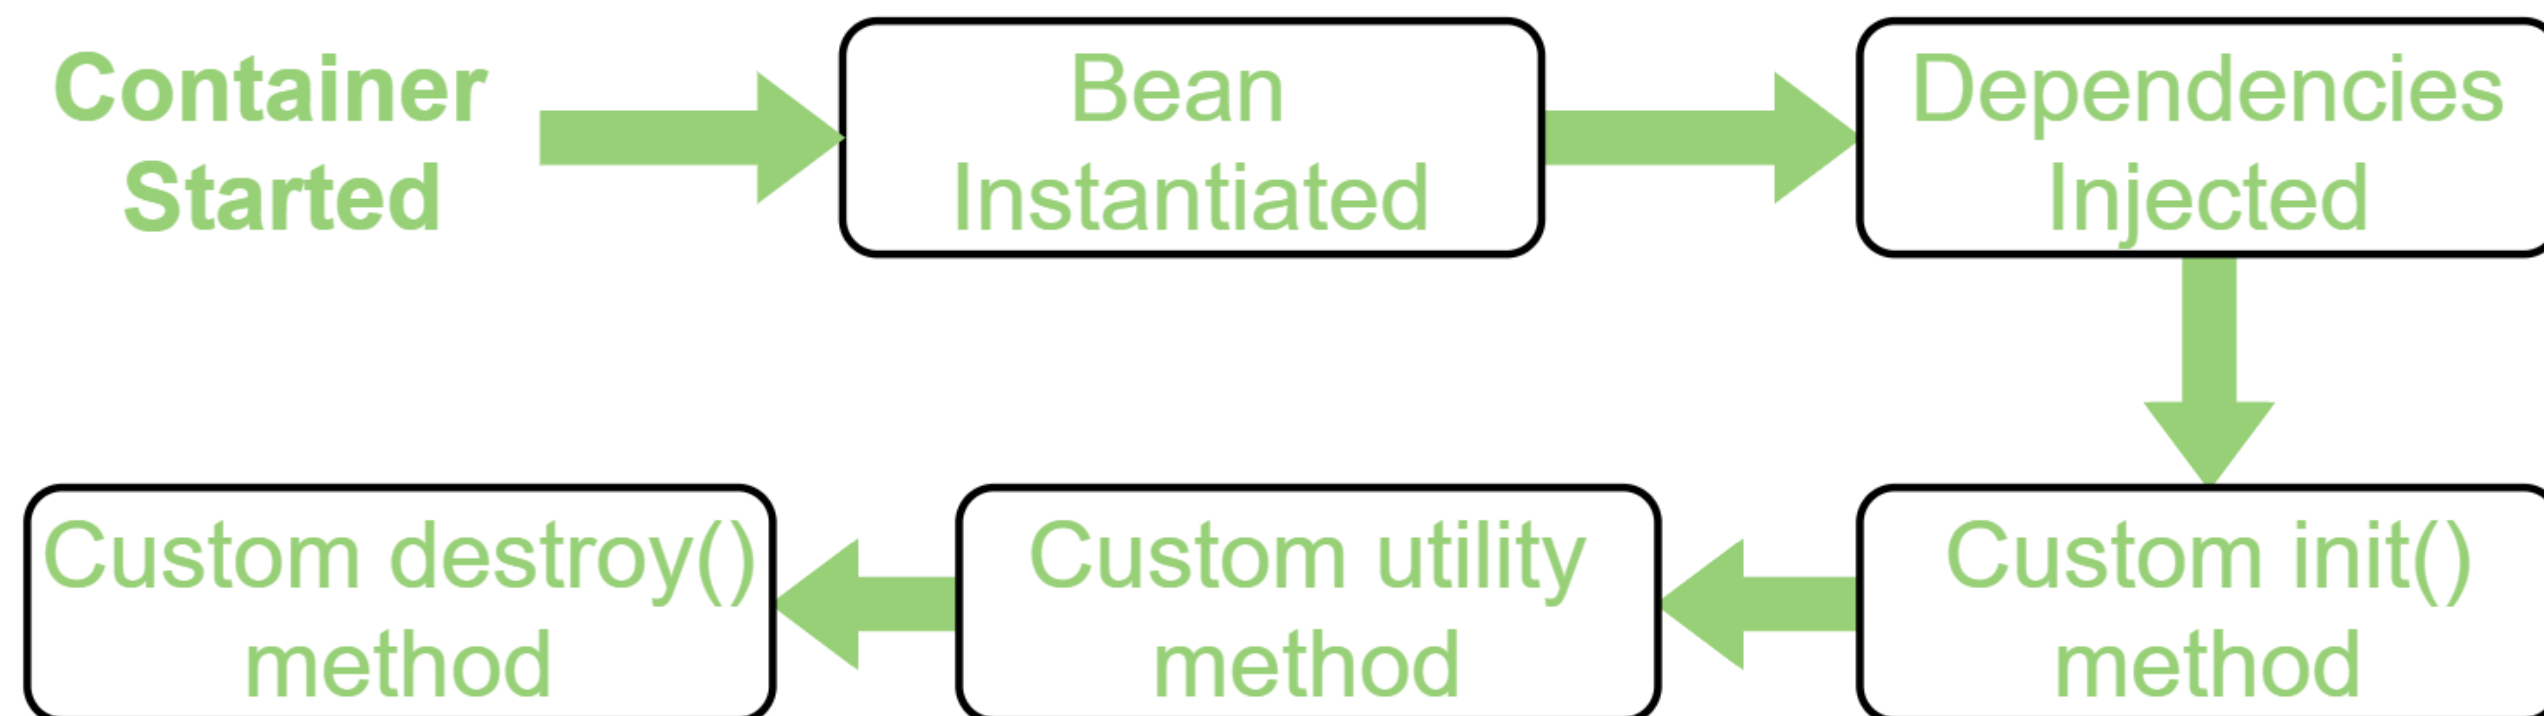 Container
Started
Bean
Instantiated
Dependencies
Injected
Custom init()
method
Custom utility
method
Custom destroy()
method